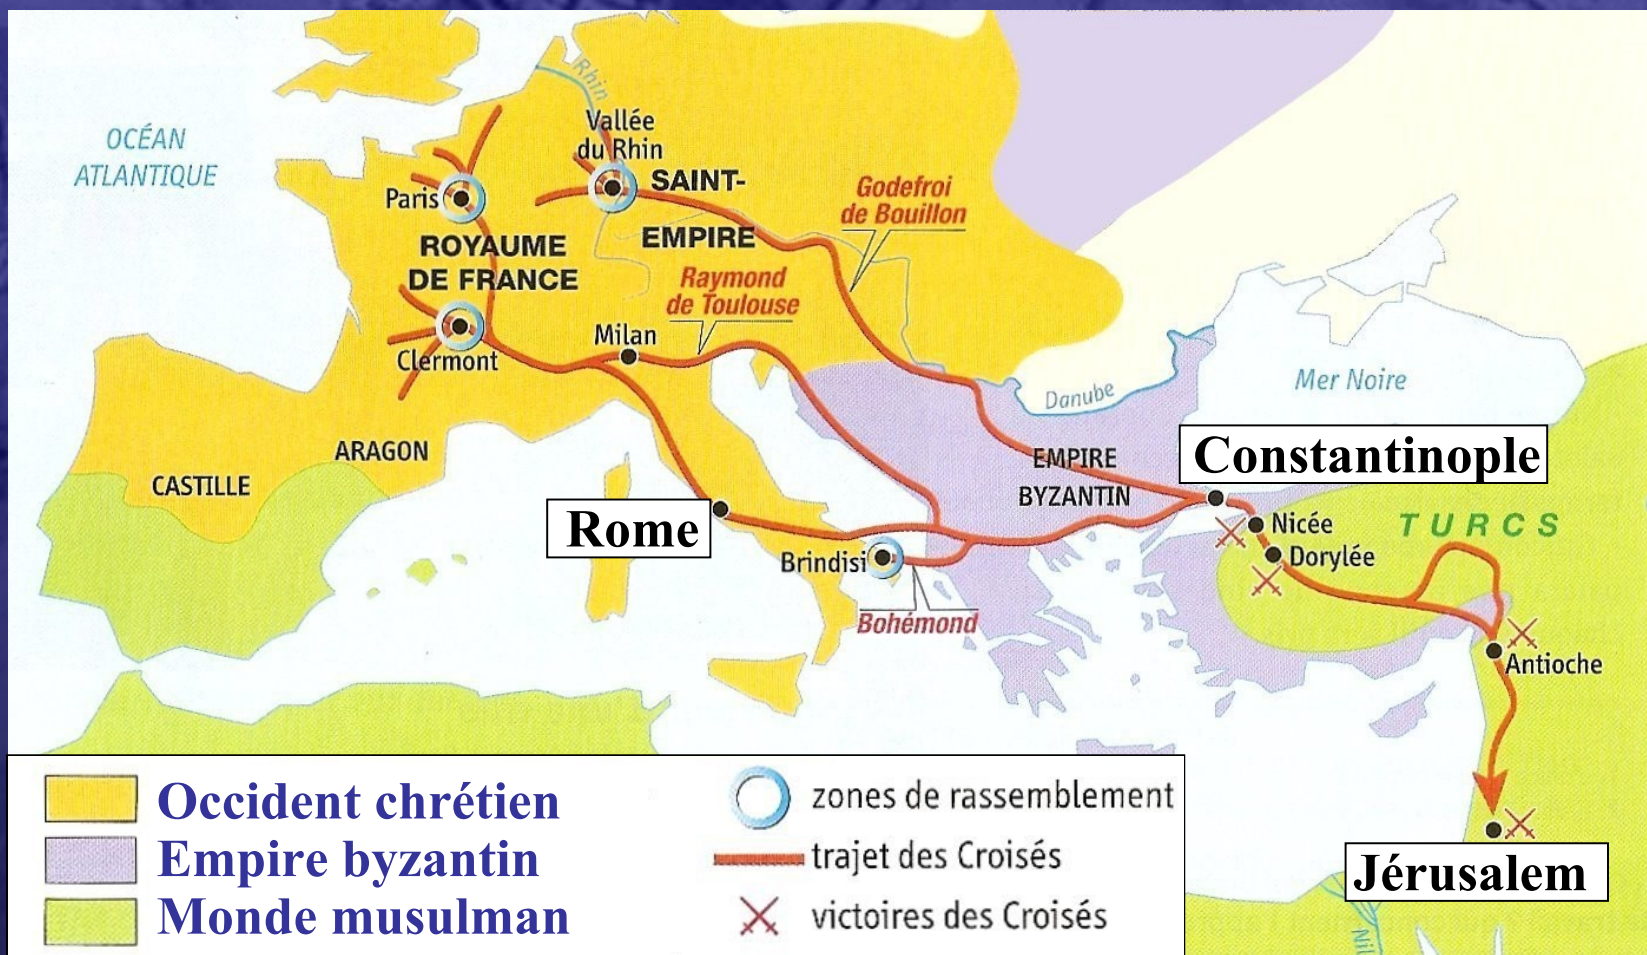 OCÉAN
ATLANTIQUE
Rhin
Vallée
du Rhin
Paris
SAINT-
EMPIRE
ROYAUME
DE FRANCE
Godefroi
de Bouillon
Raymond
de Toulouse
Milan
Clermont
Danube
Mer Noire
CASTILLE
ARAGON
EMPIRE
BYZANTIN
Constantinople
Rome
Brindisi
Bohémond
Nicée
Dorylée
TURCS
Antioche
Jérusalem
Nil
Occident chrétien
Empire byzantin
Monde musulman
zones de rassemblement
trajet des Croisés
victoires des Croisés